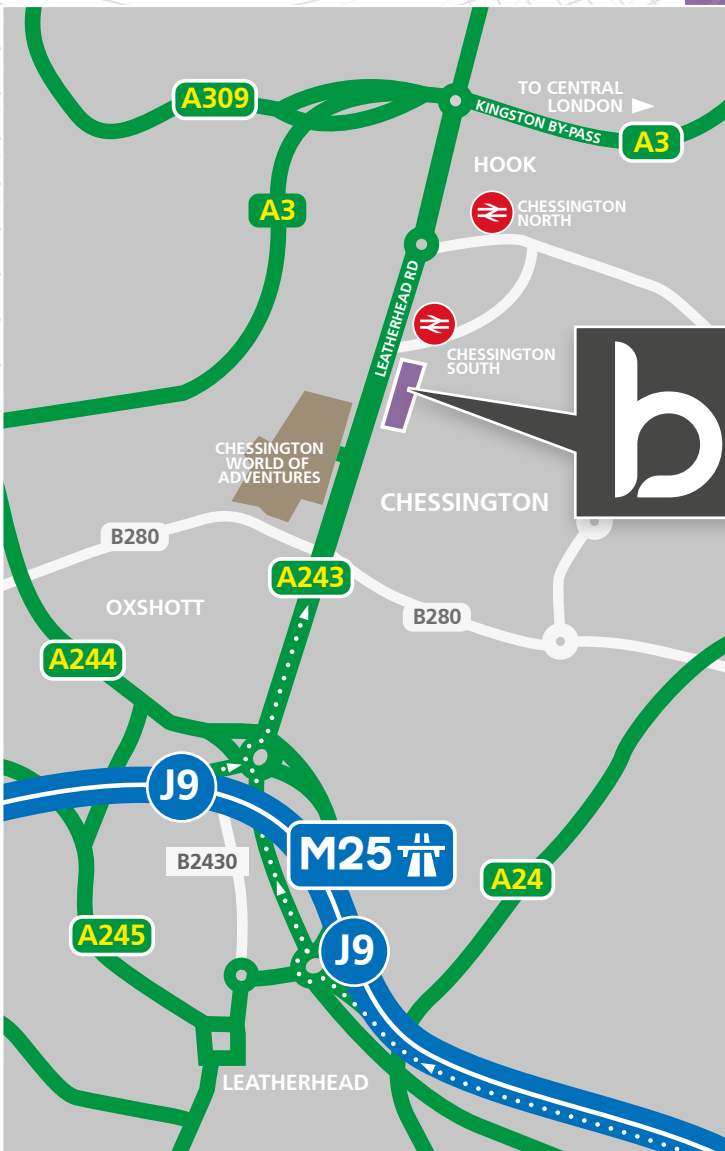 A309
TO CENTRAL
LONDON
KINGSTON BY-PASS
A3
HOOK
A3
CHESSINGTON
NORTH
LEATHERHEAD RD
CHESSINGTON
SOUTH
b
CHESSINGTON
WORLD OF
ADVENTURES
CHESSINGTON
B280
A243
OXSHOTT
B280
A244
J9
M25
B2430
A24
A245
J9
LEATHERHEAD